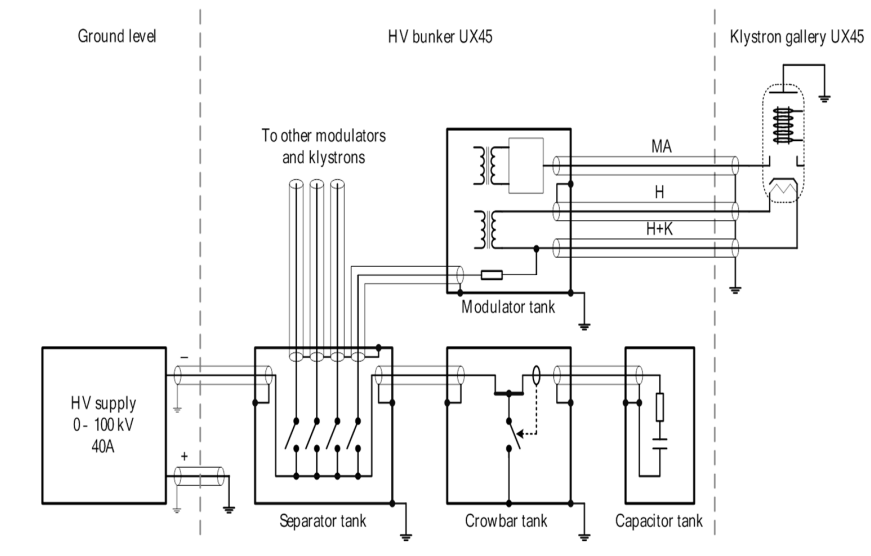 Ground level
HV bunker UX45
Klystron gallery UX45
To other modulators
and klystrons
MA
H
H+K
Modulator tank
–
HV supply
0 - 100 kV
40A
+
Separator tank
Crowbar tank
Capacitor tank